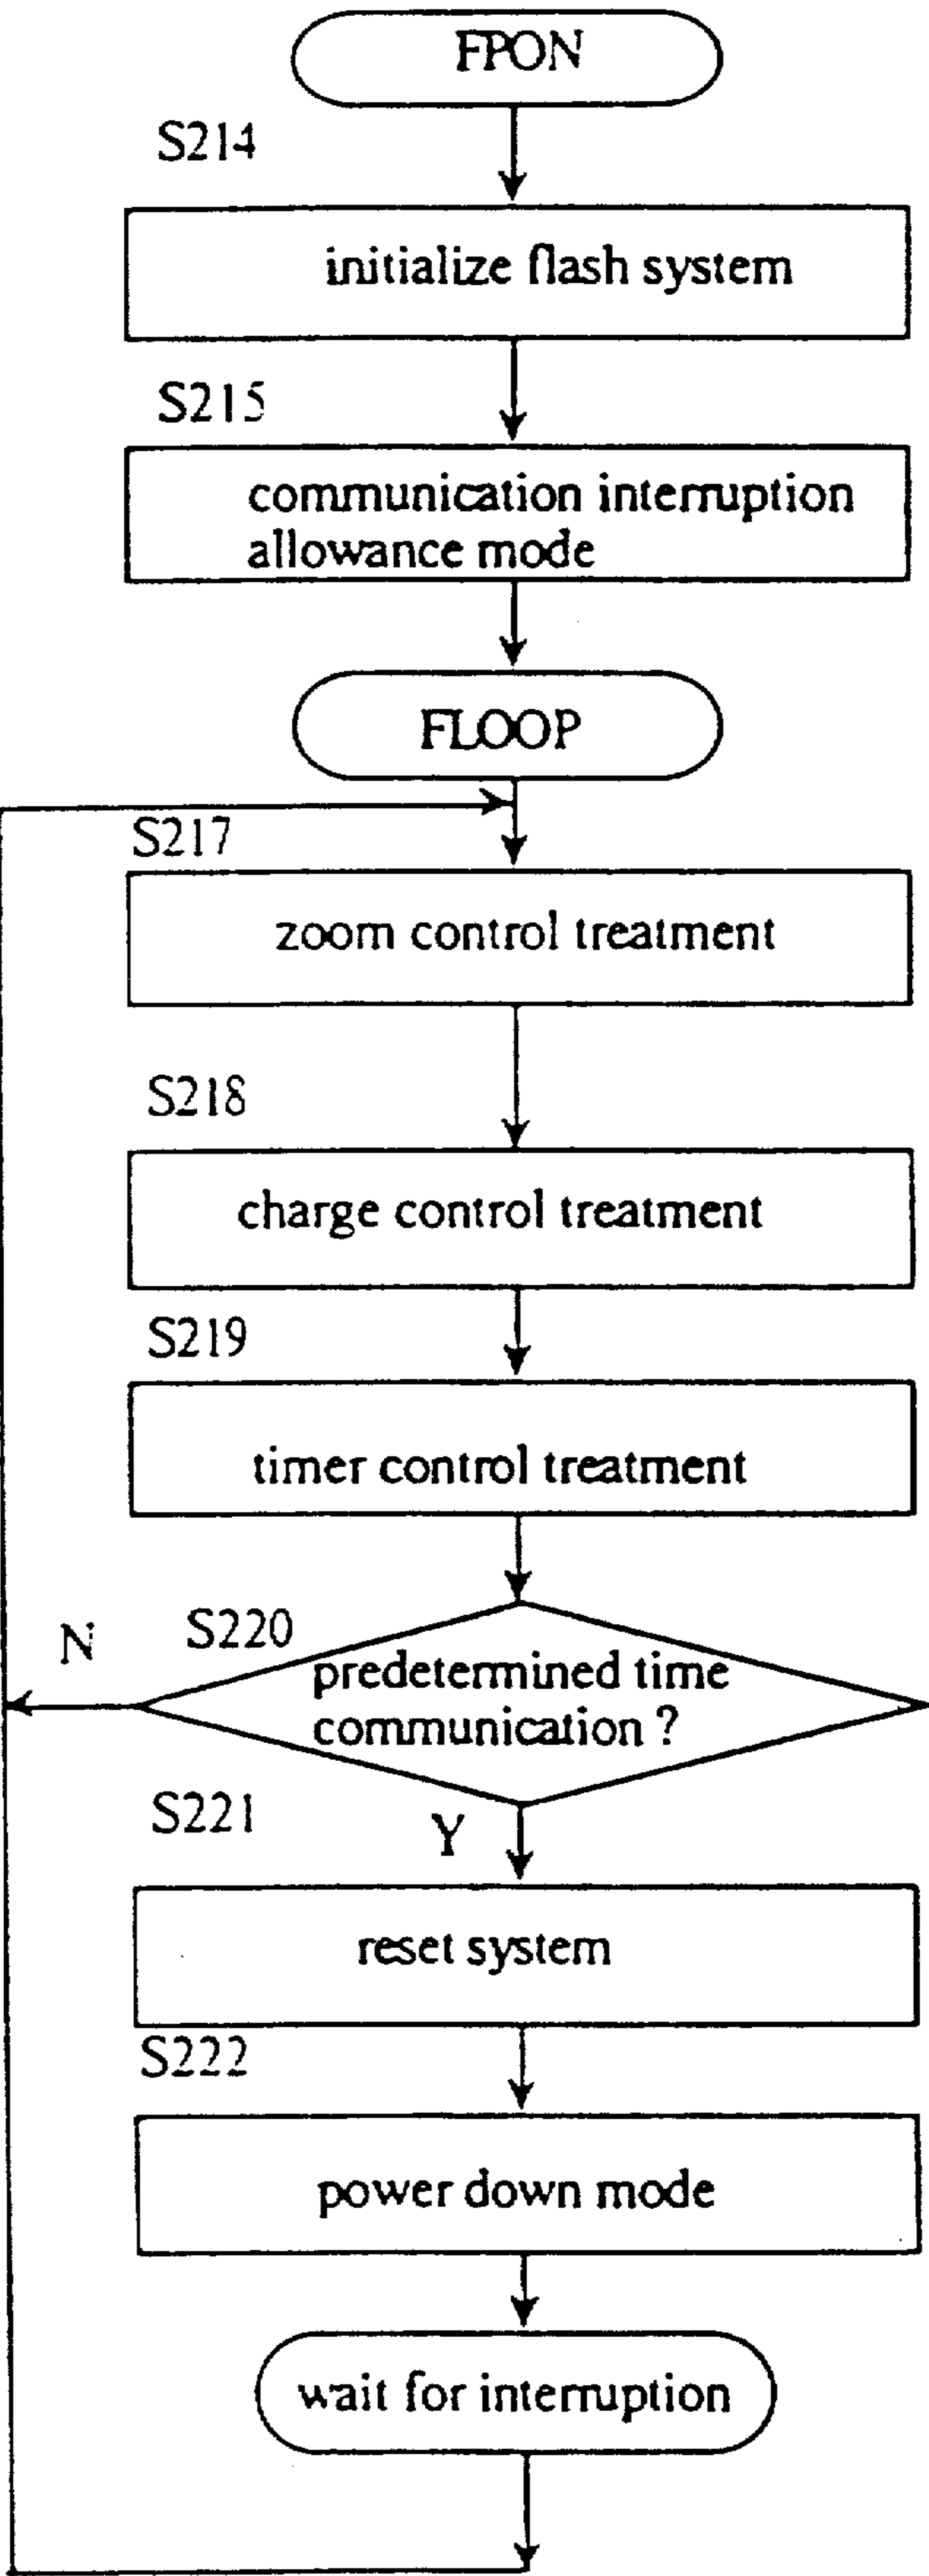 FPON
S214
initialize flash system
S215
communication interruption
allowance mode
FLOOP
S217
zoom control treatment
S218
charge control treatment
S219
timer control treatment
N
S220
predetermined time
communication ?
S221
Y
reset system
S222
power down mode
wait for interruption